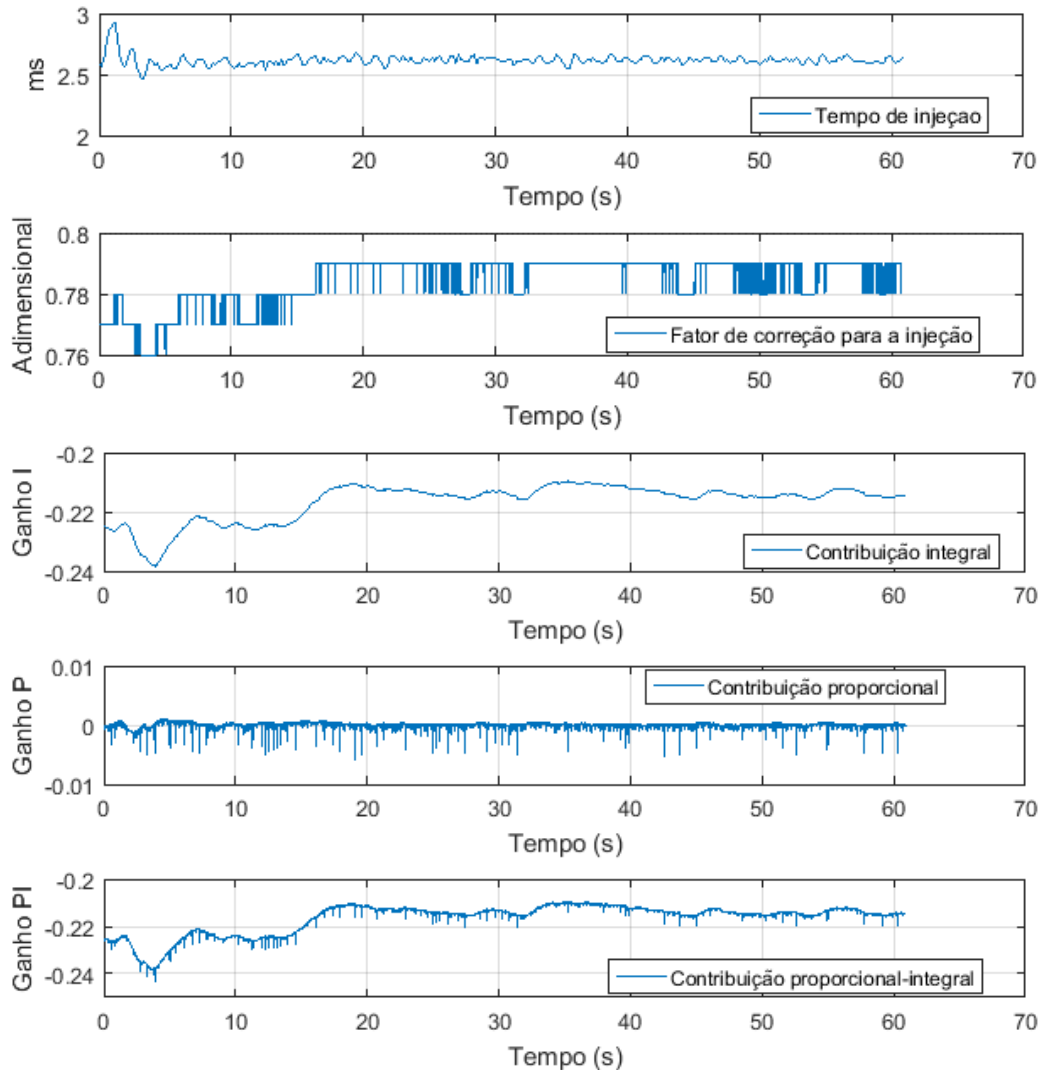 3
2.5
2
ms
Tempo de injeçao
0 10 20 30 40 50 60 70
Tempo (s)
0.8
0.78
0.76
Adimensional
Fator de correção para a injeção
0 10 20 30 40 50 60 70
Tempo (s)
-0.2
-0.22
-0.24
Ganho I
Contribuição integral
0 10 20 30 40 50 60 70
Tempo (s)
0.01
0
-0.01
Ganho P
Contribuição proporcional
0 10 20 30 40 50 60 70
Tempo (s)
-0.2
-0.22
-0.24
Ganho PI
Contribuição proporcional-integral
0 10 20 30 40 50 60 70
Tempo (s)